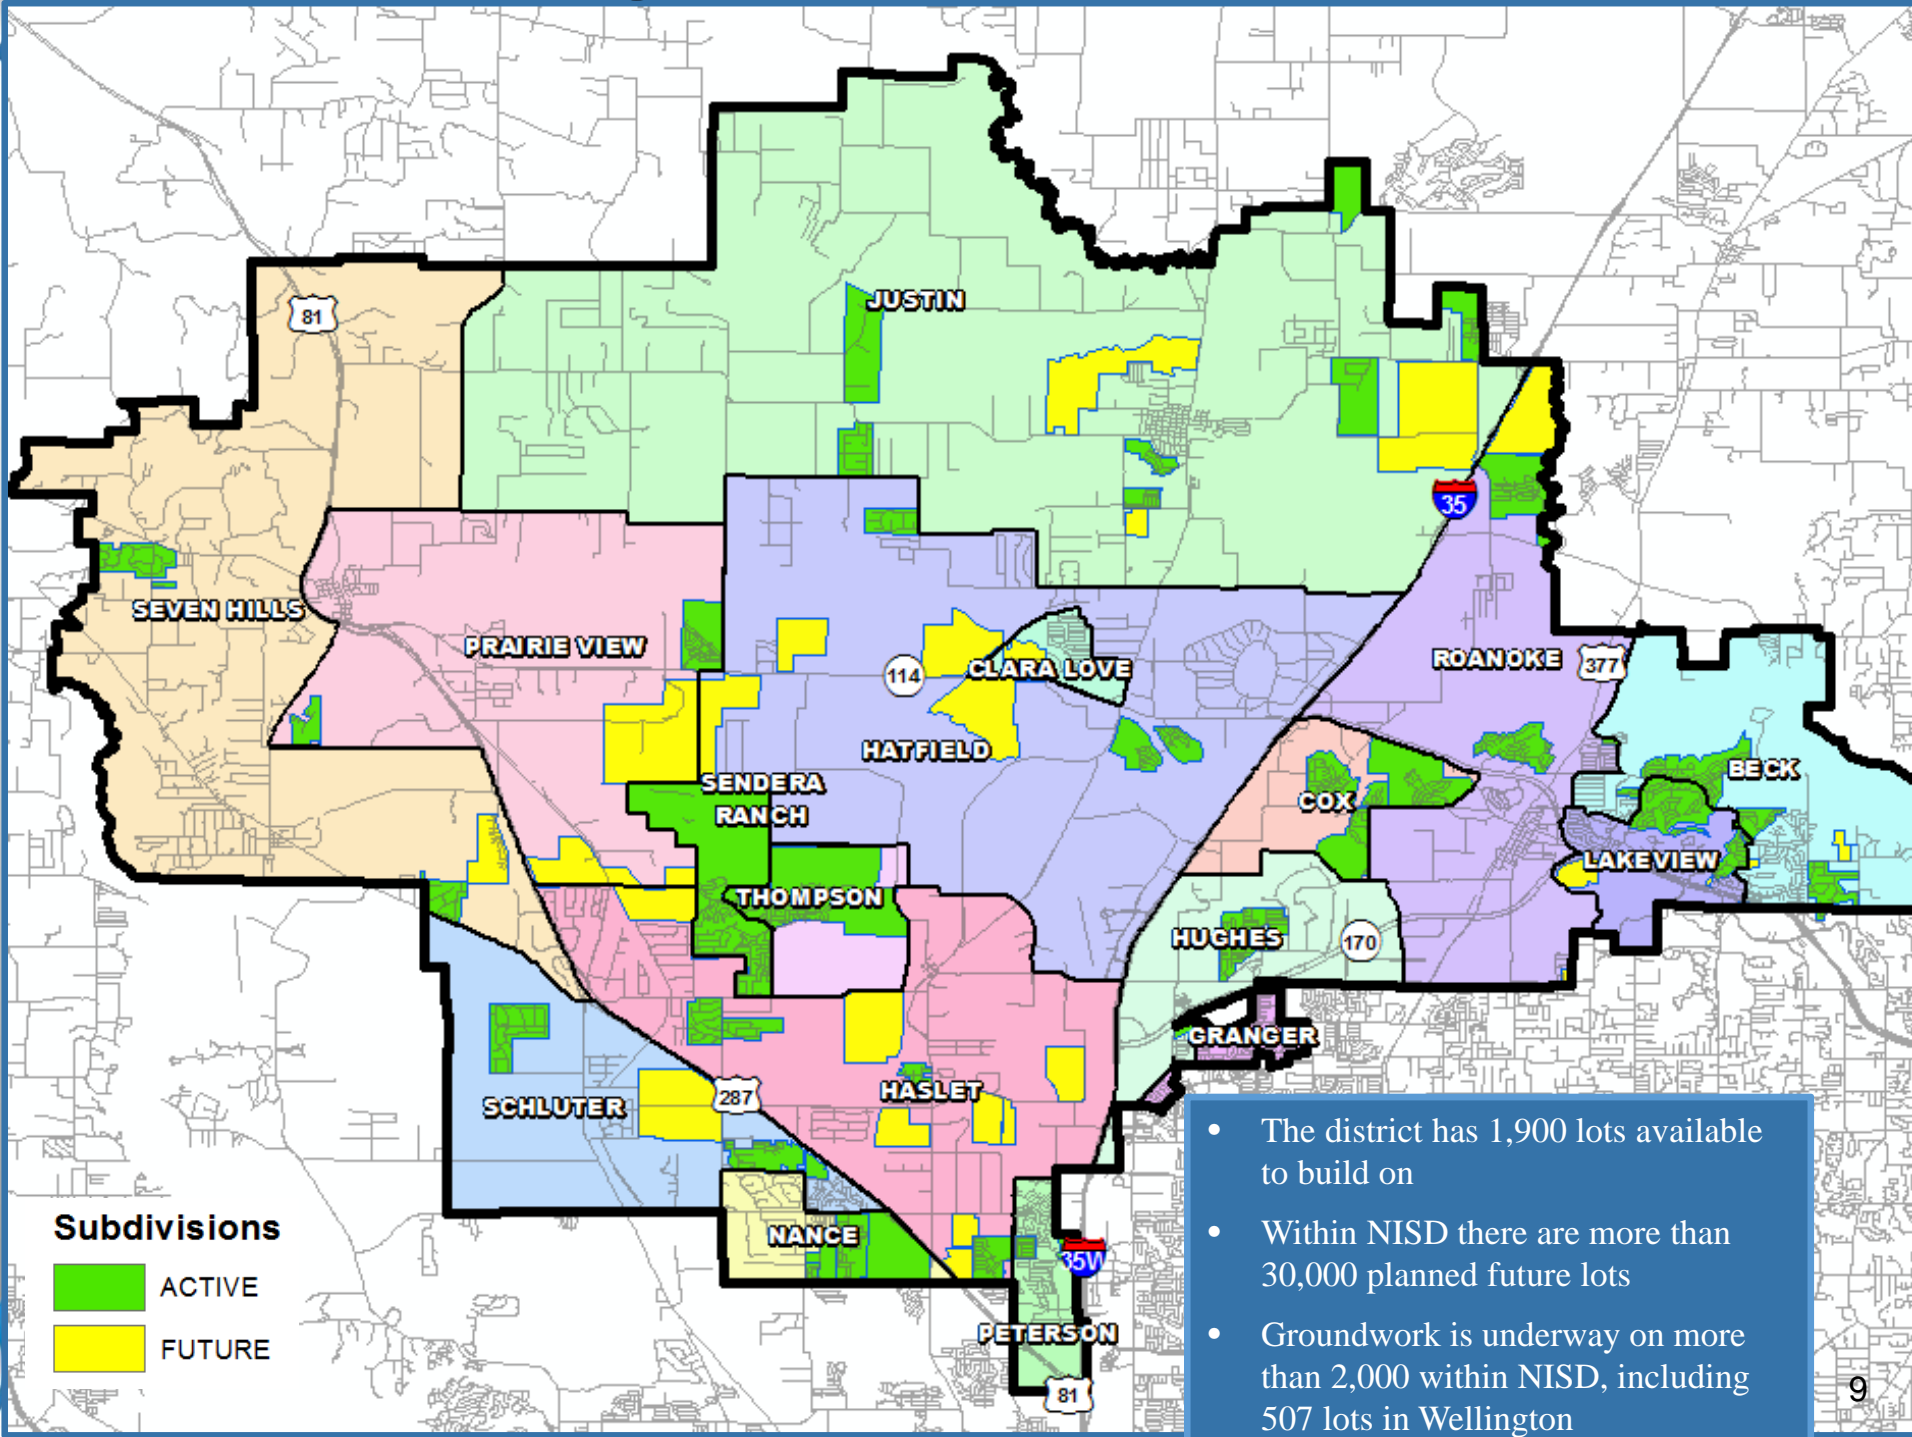 JUSTIN
81
35
SEVEN HILLS
PRAIRIE VIEW
114
CLARA LOVE
ROANOKE
377
HATFIELD
SENDERA
RANCH
COX
BECK
LAKEVIEW
THOMPSON
HUGHES
170
GRANGER
SCHLUTER
287
HASLET
NANCE
35W
PETERSON
81
Subdivisions
ACTIVE
FUTURE
• The district has 1,900 lots available
to build on
• Within NISD there are more than
30,000 planned future lots
• Groundwork is underway on more
than 2,000 within NISD, including
507 lots in Wellington
9